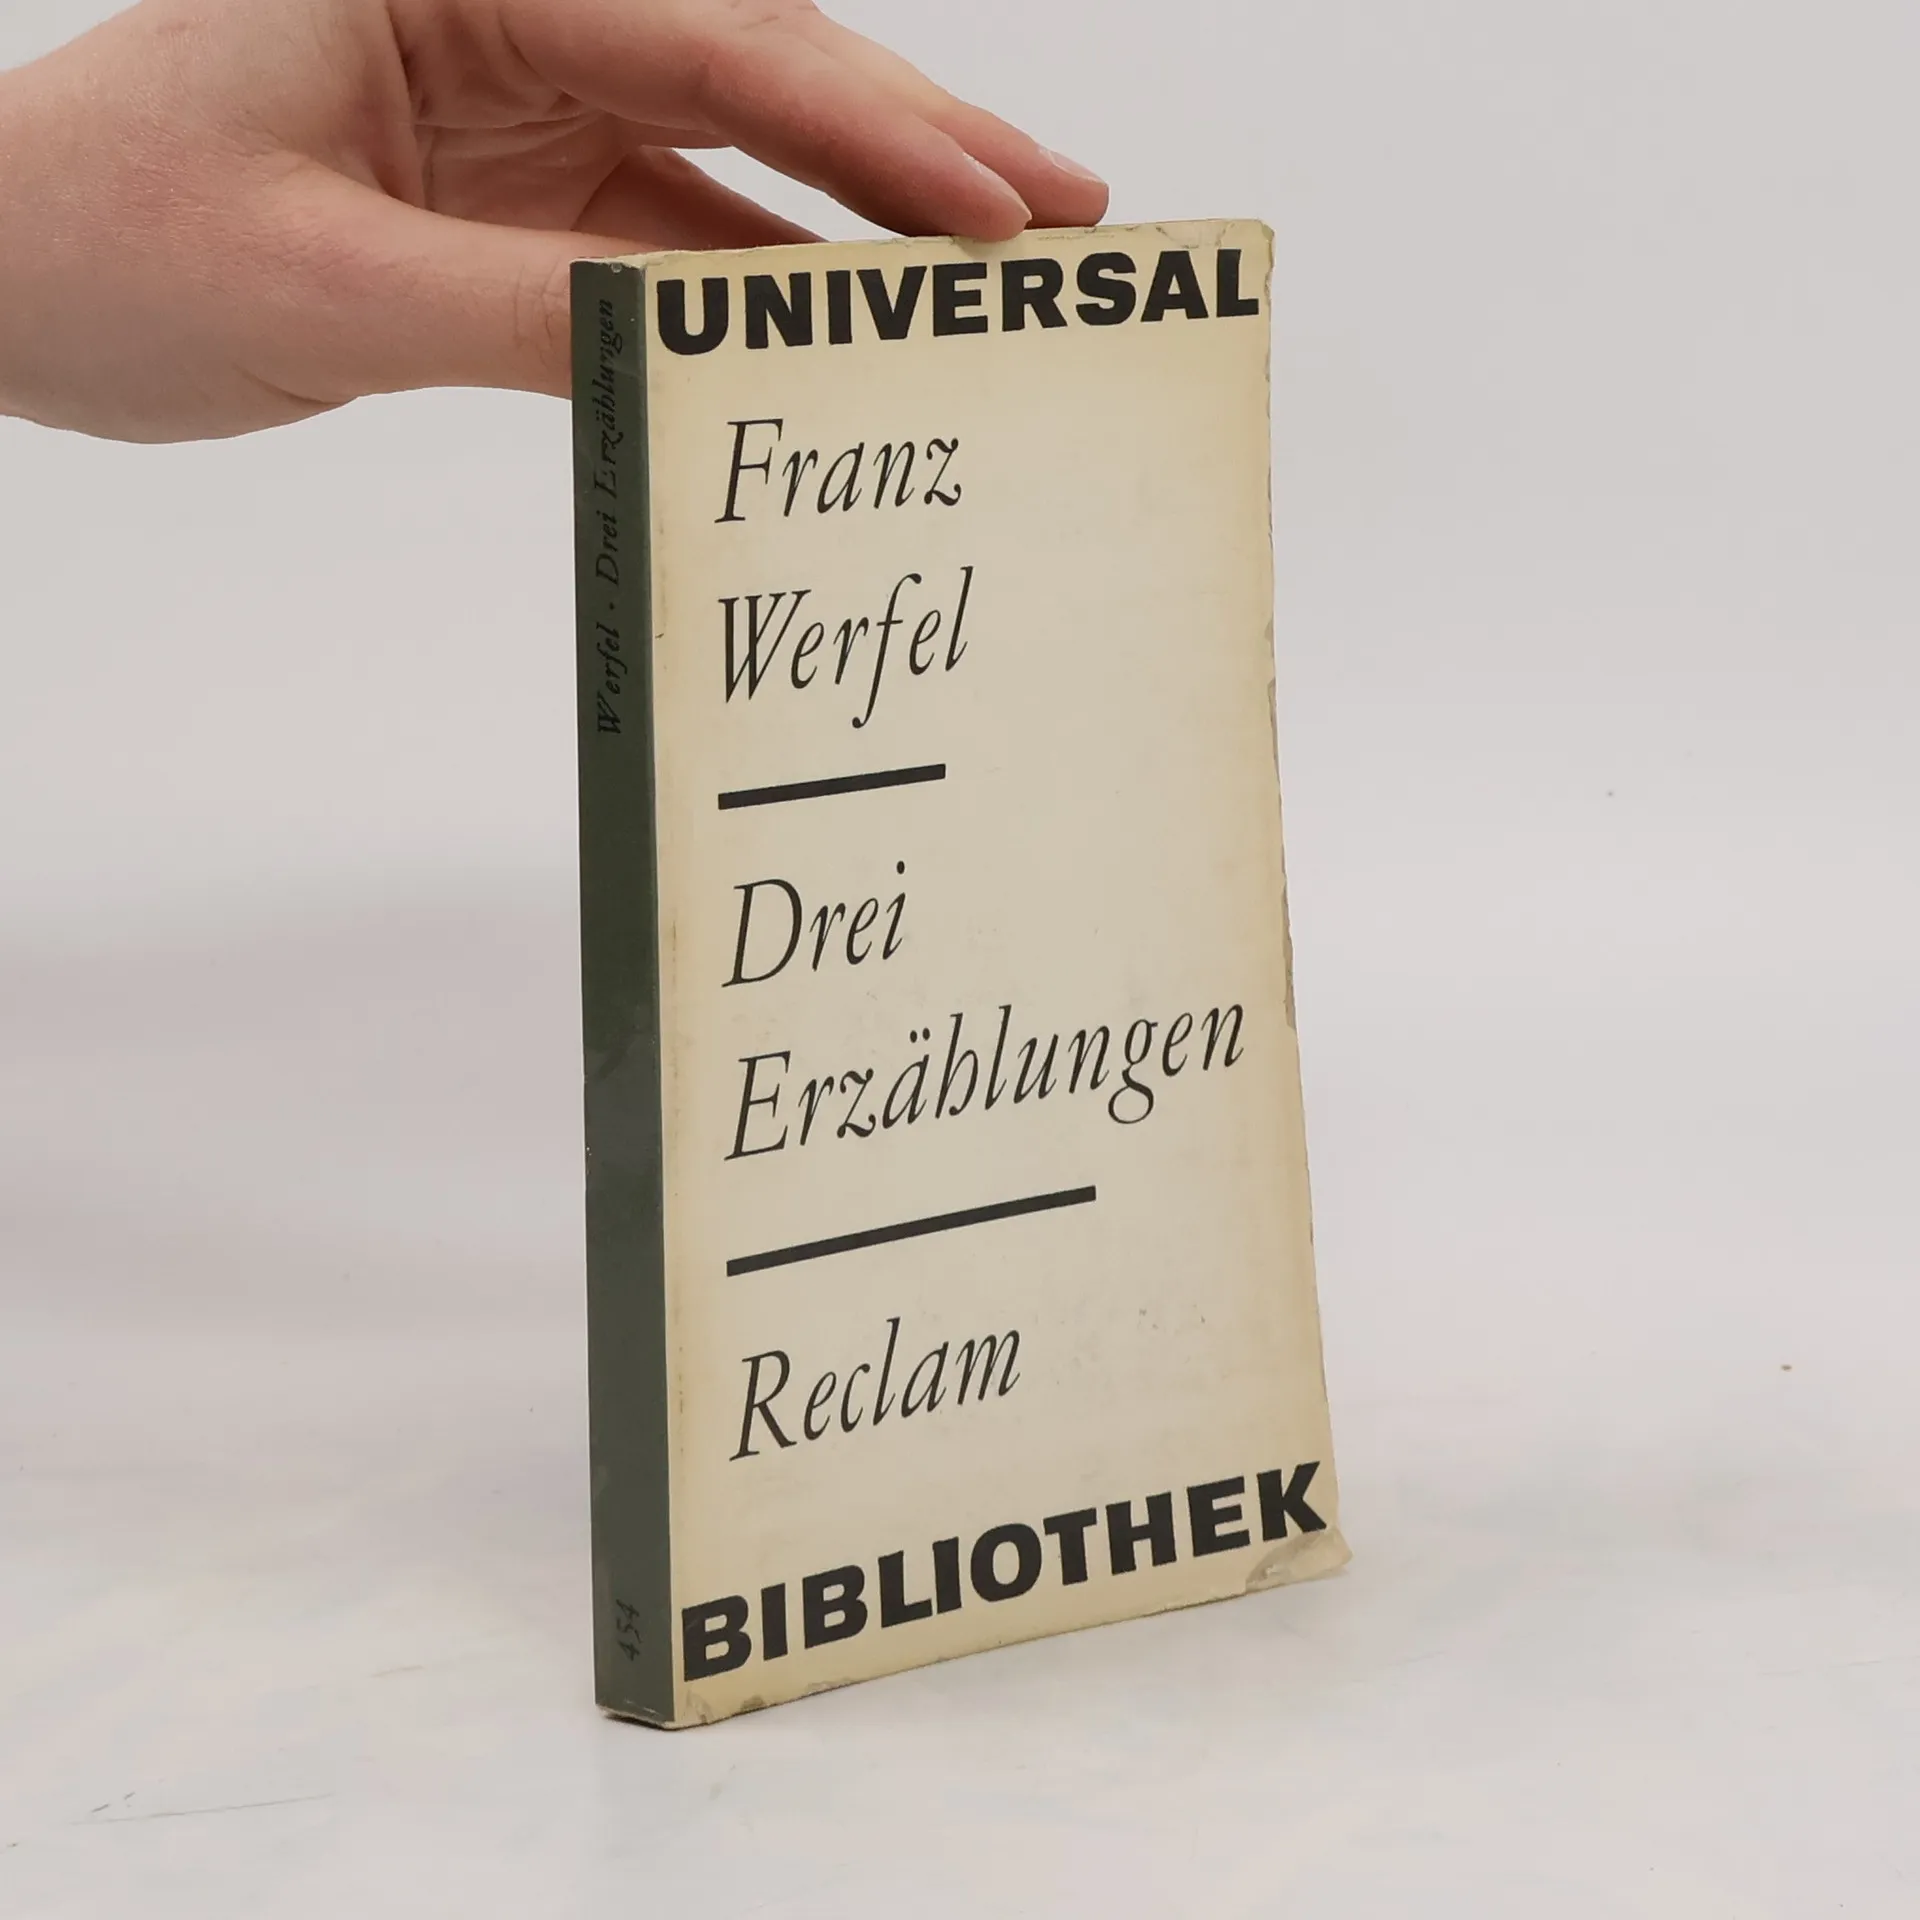 UNIVERSAL
Franz
Werfel
Drei
Erzählungen
Reclam
BIBLIOTHEK
Werfel · Drei Erzählungen
454